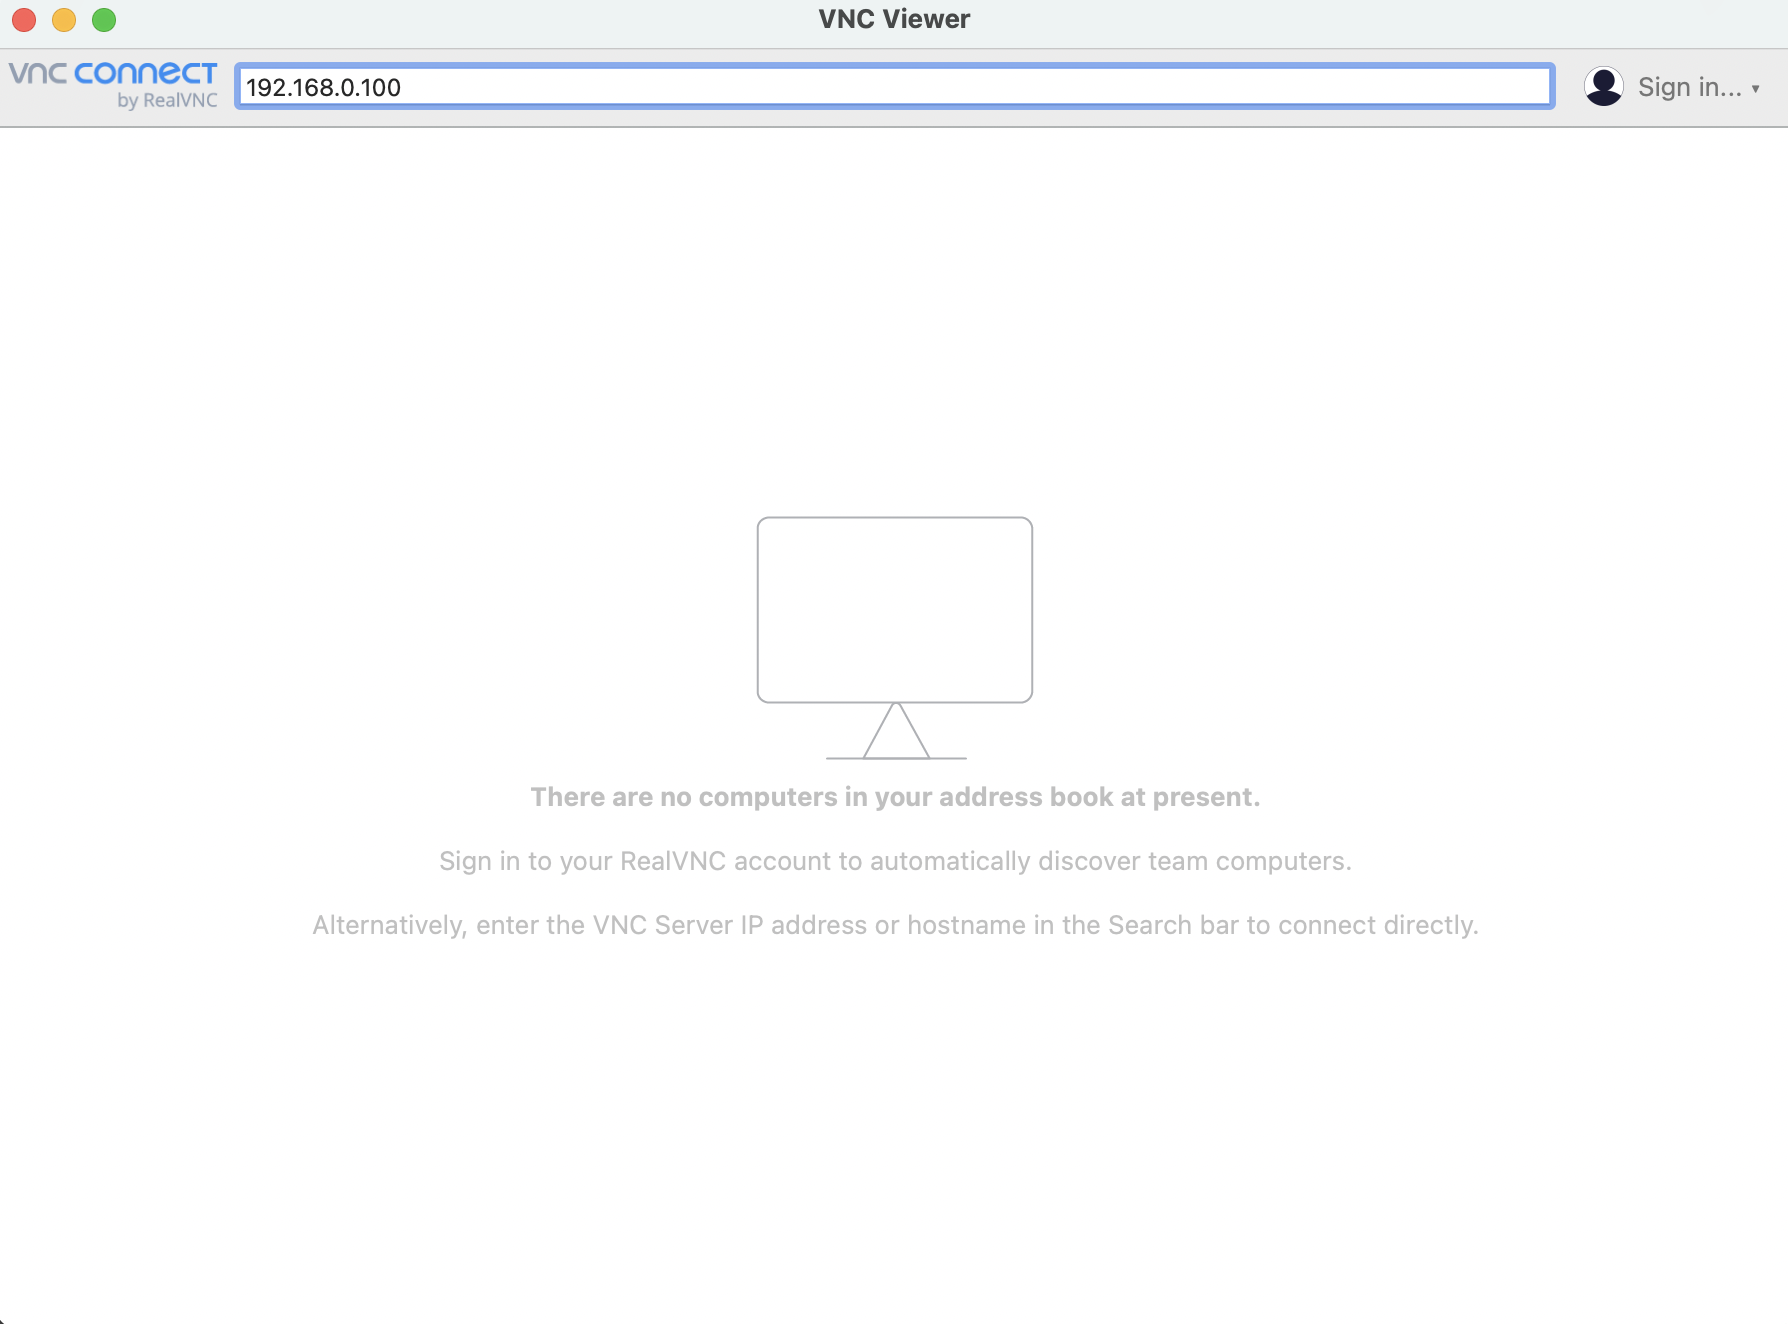 VNC Viewer
vnc connect
by RealVNC
192.168.0.100
Sign in...
There are no computers in your address book at present.
Sign in to your RealVNC account to automatically discover team computers.
Alternatively, enter the VNC Server IP address or hostname in the Search bar to connect directly.